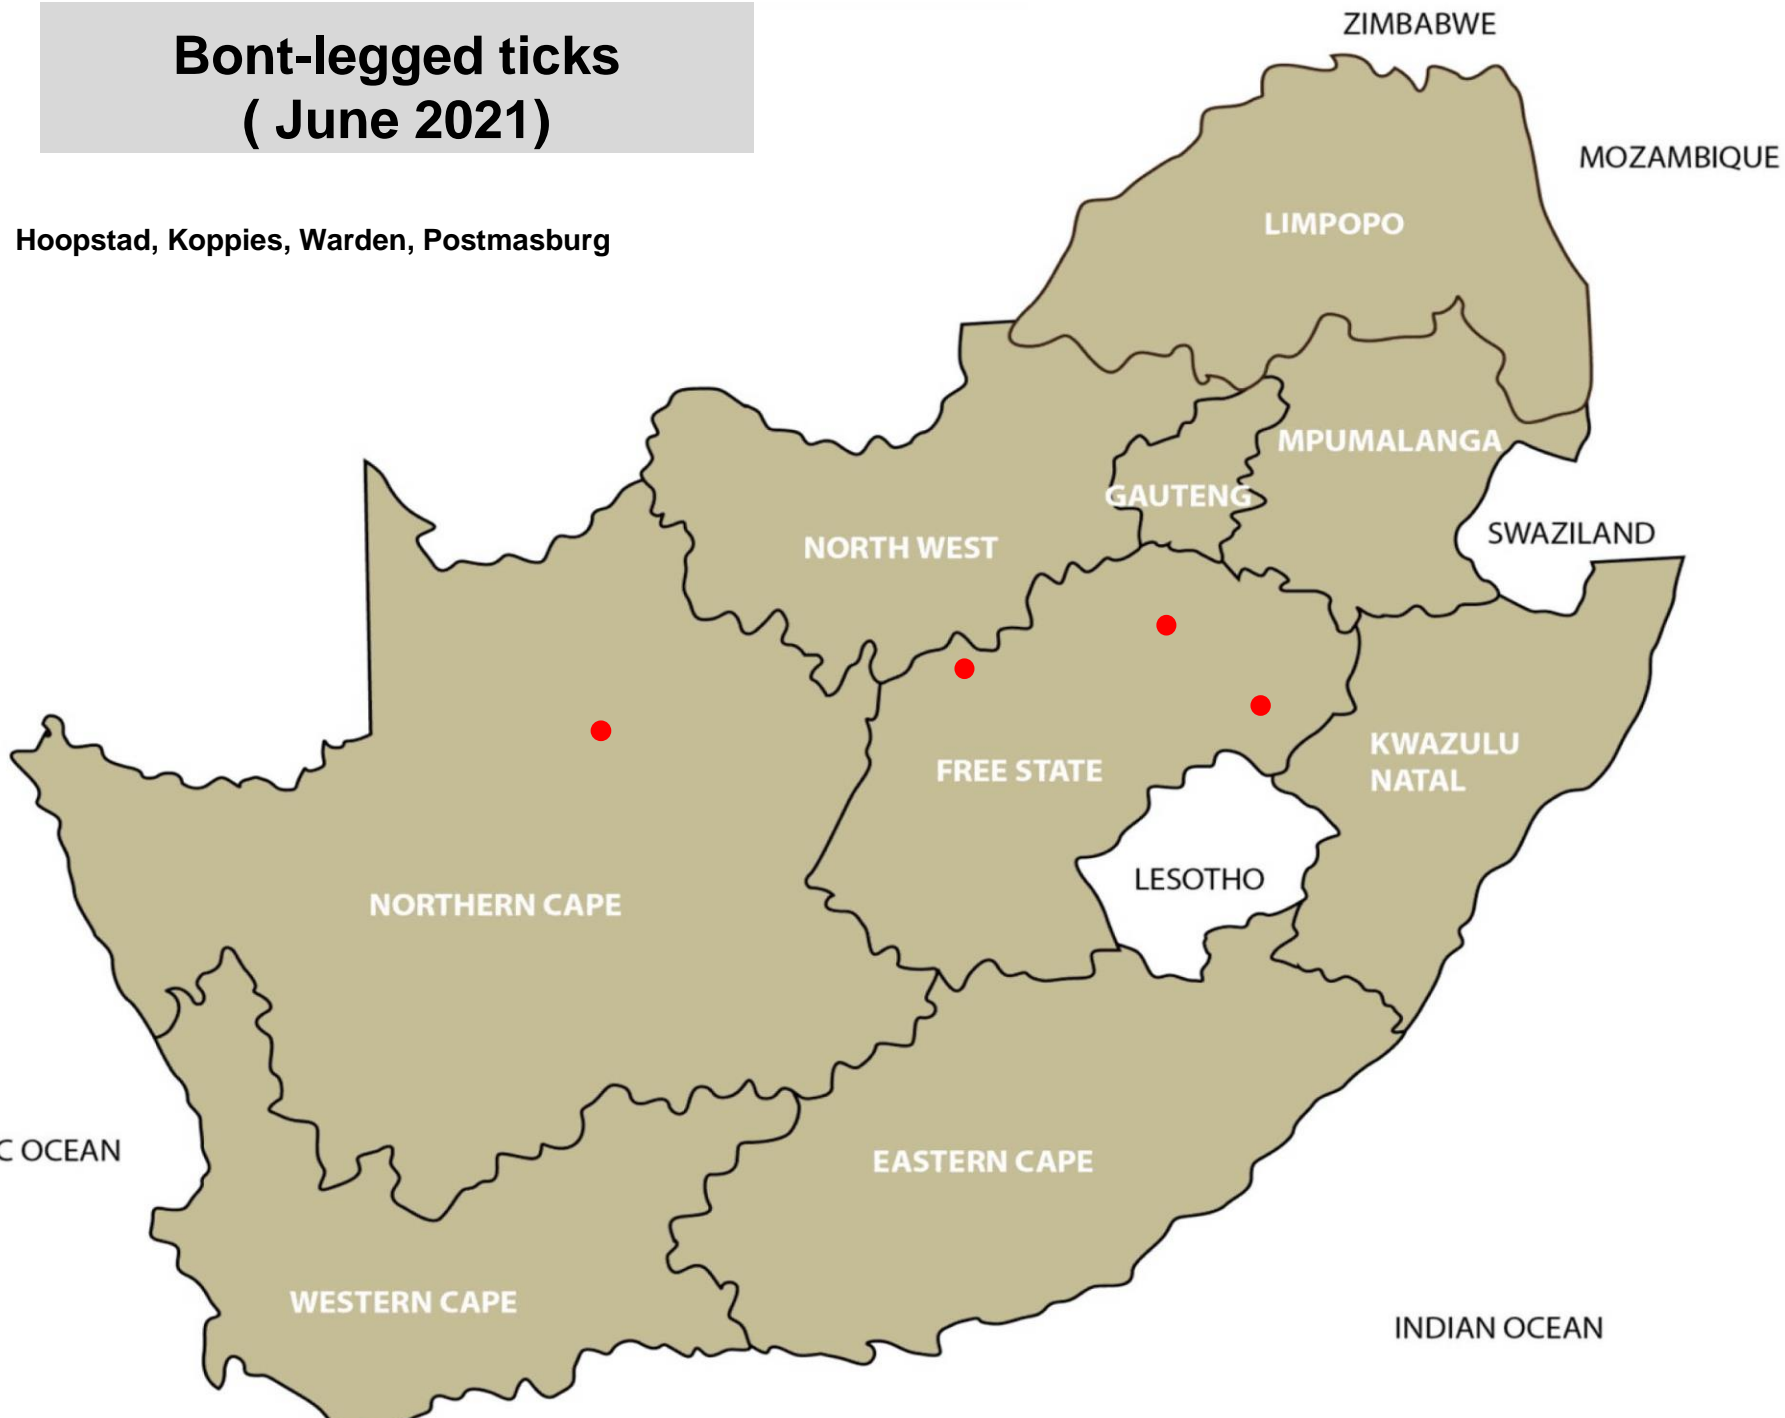 Bont-legged ticks
( June 2021)
Hoopstad, Koppies, Warden, Postmasburg
ZIMBABWE
MOZAMBIQUE
LIMPOPO
MPUMALANGA
GAUTENG
SWAZILAND
NORTH WEST
KWAZULU
NATAL
FREE STATE
LESOTHO
NORTHERN CAPE
C OCEAN
EASTERN CAPE
WESTERN CAPE
INDIAN OCEAN